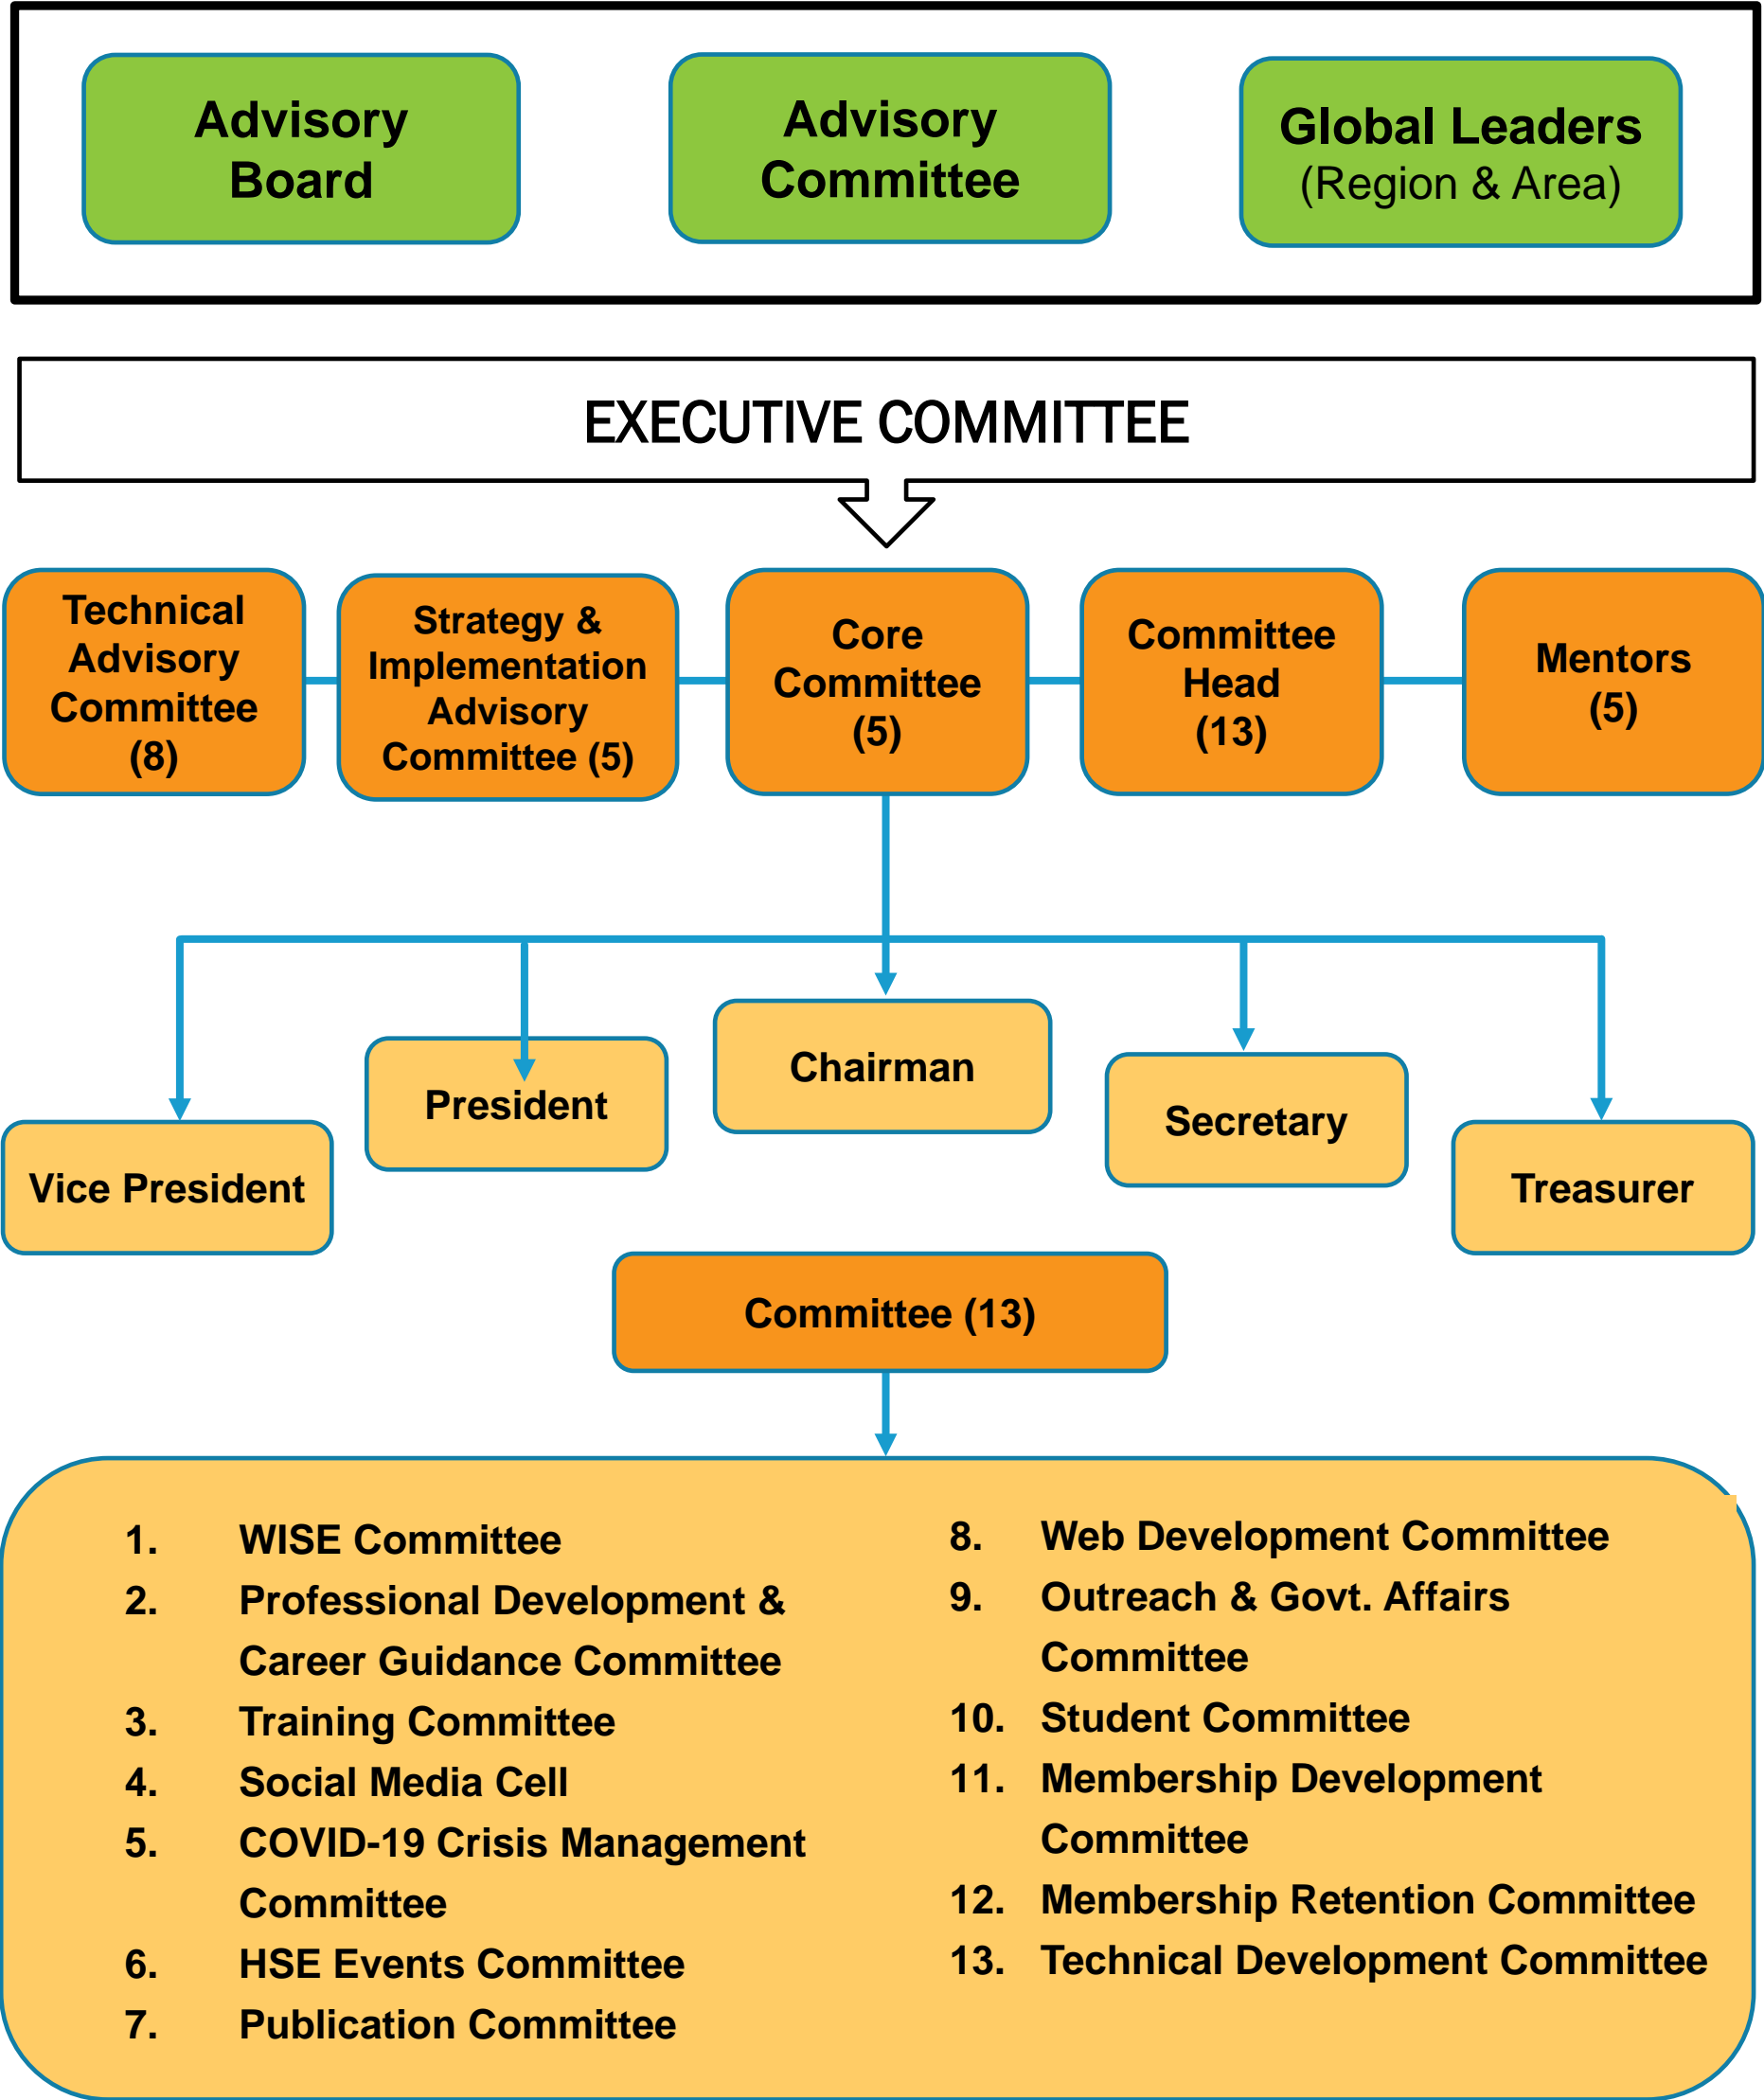 Advisory
Board
Advisory
Committee
Global Leaders
(Region & Area)
EXECUTIVE COMMITTEE
Technical
Advisory
Committee
(8)
Strategy &
Implementation
Advisory
Committee (5)
Core
Committee
(5)
Committee
Head
(13)
Mentors
(5)
Vice President
President
Chairman
Secretary
Treasurer
Committee (13)
1. WISE Committee
2. Professional Development &
Career Guidance Committee
3. Training Committee
4. Social Media Cell
5. COVID-19 Crisis Management
Committee
6. HSE Events Committee
7. Publication Committee
8. Web Development Committee
9. Outreach & Govt. Affairs
Committee
10. Student Committee
11. Membership Development
Committee
12. Membership Retention Committee
13. Technical Development Committee